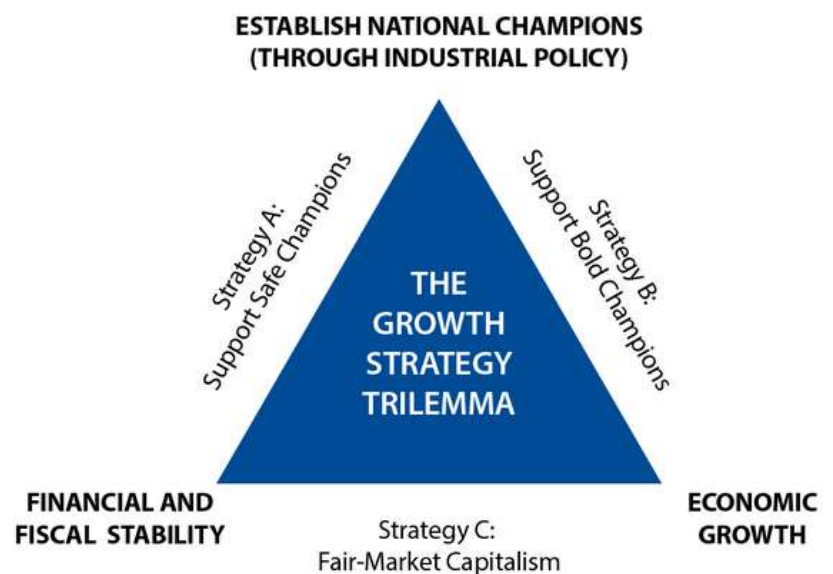 ESTABLISH NATIONAL CHAMPIONS
(THROUGH INDUSTRIAL POLICY)
Strategy A:
Support Safe Champions
Strategy B:
Support Bold Champions
THE
GROWTH
STRATEGY
TRILEMMA
FINANCIAL AND
FISCAL STABILITY
Strategy C:
Fair-Market Capitalism
ECONOMIC
GROWTH